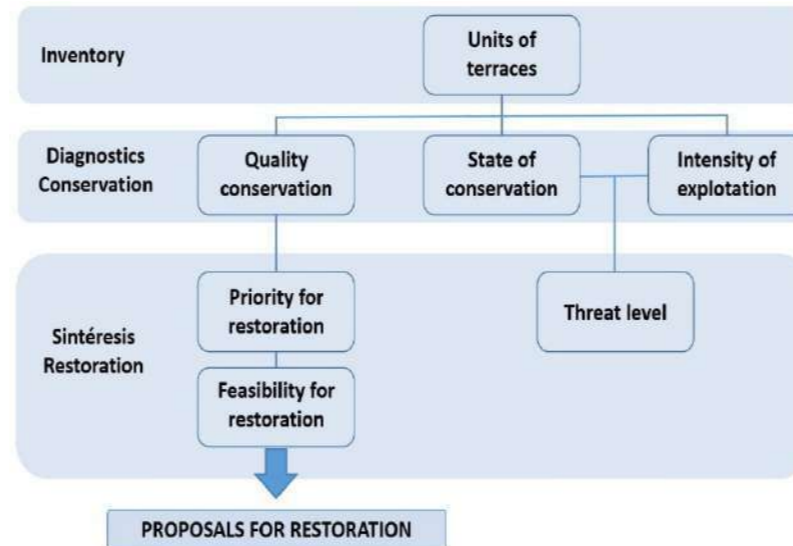 Inventory
Units of
terraces
Diagnostics
Conservation
Quality
conservation
State of
conservation
Intensity of
explotation
Sintéresis
Restoration
Priority for
restoration
Threat level
Feasibility for
restoration
PROPOSALS FOR RESTORATION